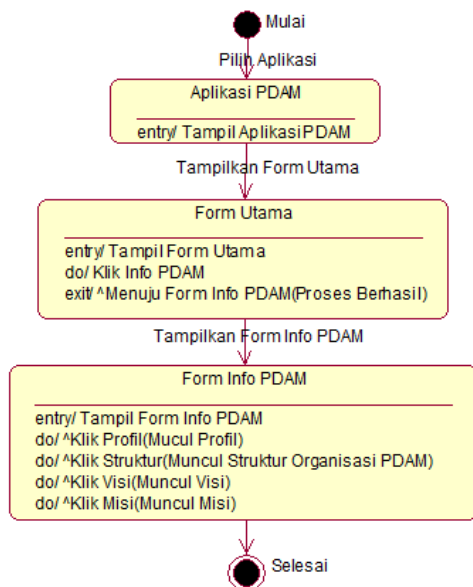 Mulai
Pilih Aplikasi
Aplikasi PDAM
entry/ Tampil Aplikasi PDAM
Tampilkan Form Utama
Form Utama
entry/ Tampil Form Utama
do/ Klik Info PDAM
exit/ ^Menuju Form Info PDAM(Proses Berhasil)
Tampilkan Form Info PDAM
Form Info PDAM
entry/ Tampil Form Info PDAM
do/ ^Klik Profil(Mucul Profil)
do/ ^Klik Struktur(Muncul Struktur Organisasi PDAM)
do/ ^Klik Visi(Muncul Visi)
do/ ^Klik Misi(Muncul Misi)
Selesai